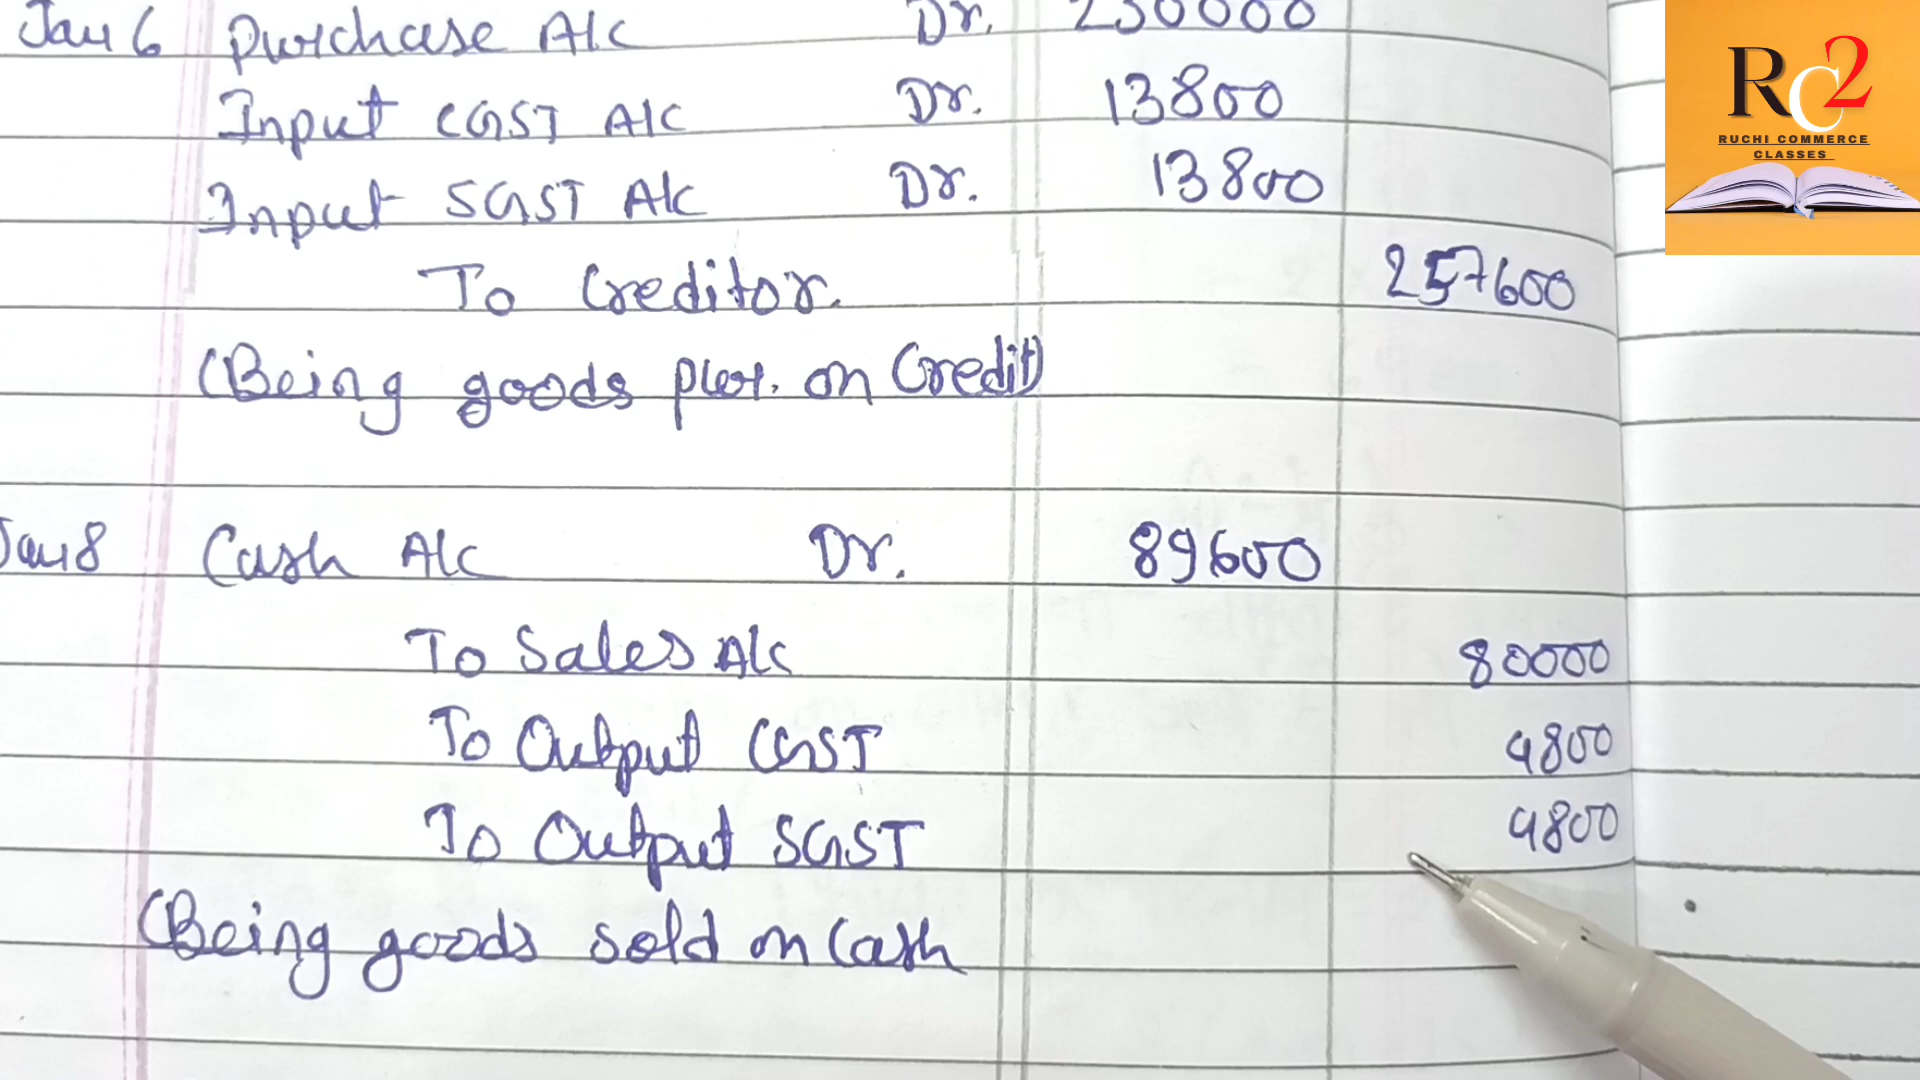 Jan 6 Purchase A/c Dr. 230000
Input CGST A/c Dr. 13800
Input SGST A/c Dr. 13800
To Creditor. 257600
(Being goods pur. on Credit)
Jan 8 Cash A/c Dr. 89600
To Sales A/c 80000
To Output CGST 4800
To Output SGST 4800
(Being goods sold on Cash
RC2
RUCHI COMMERCE
CLASSES